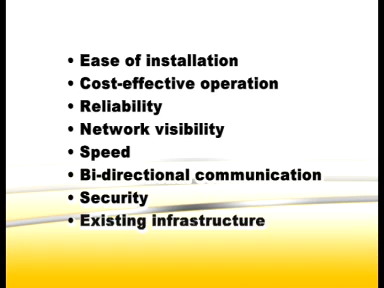 • Ease of installation
• Cost-effective operation
• Reliability
• Network visibility
• Speed
• Bi-directional communication
• Security
• Existing infrastructure